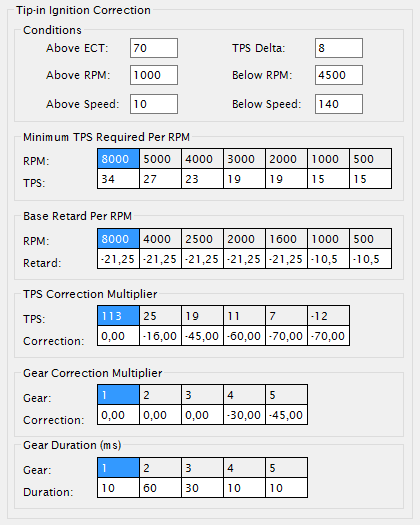 Tip-in Ignition Correction
Conditions
Above ECT: 70 TPS Delta: 8
Above RPM: 1000 Below RPM: 4500
Above Speed: 10 Below Speed: 140
Minimum TPS Required Per RPM
RPM: 8000 5000 4000 3000 2000 1000 500
TPS: 34 27 23 19 19 15 15
Base Retard Per RPM
RPM: 8000 4000 2500 2000 1600 1000 500
Retard: -21,25 -21,25 -21,25 -21,25 -21,25 -10,5 -10,5
TPS Correction Multiplier
TPS: 113 25 19 11 7 -12
Correction: 0,00 -16,00 -45,00 -60,00 -70,00 -70,00
Gear Correction Multiplier
Gear: 1 2 3 4 5
Correction: 0,00 0,00 0,00 -30,00 -45,00
Gear Duration (ms)
Gear: 1 2 3 4 5
Duration: 10 60 30 10 10